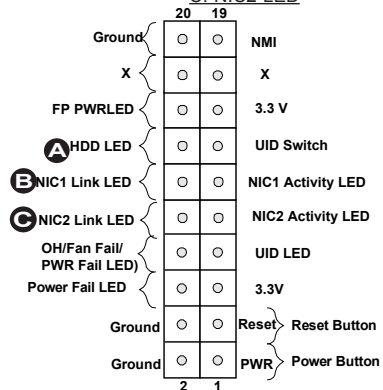 C. NIC2 LED
20 19
Ground NMI
X X
FP PWRLED 3.3 V
A HDD LED UID Switch
B NIC1 Link LED NIC1 Activity LED
C NIC2 Link LED NIC2 Activity LED
OH/Fan Fail/
PWR Fail LED) UID LED
Power Fail LED 3.3V
Ground Reset Reset Button
Ground PWR Power Button
2 1